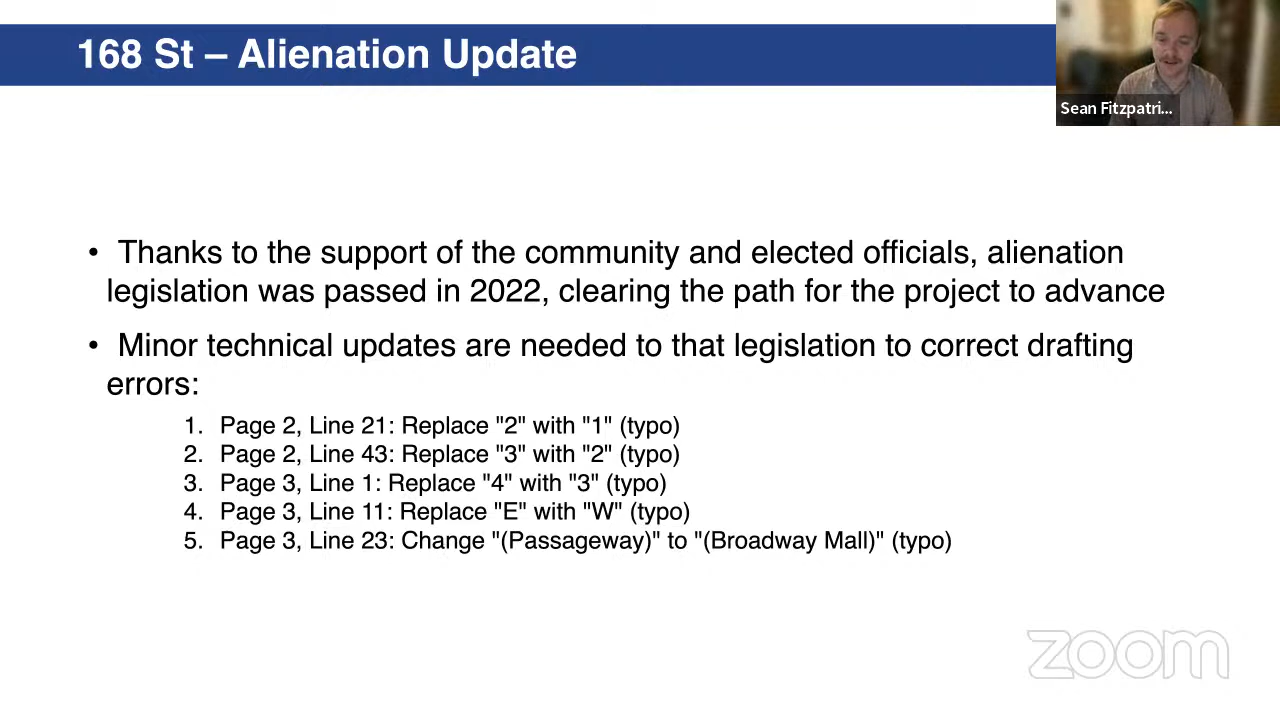 168 St – Alienation Update
Sean Fitzpatri...
• Thanks to the support of the community and elected officials, alienation
legislation was passed in 2022, clearing the path for the project to advance
• Minor technical updates are needed to that legislation to correct drafting
errors:
1. Page 2, Line 21: Replace "2" with "1" (typo)
2. Page 2, Line 43: Replace "3" with "2" (typo)
3. Page 3, Line 1: Replace "4" with "3" (typo)
4. Page 3, Line 11: Replace "E" with "W" (typo)
5. Page 3, Line 23: Change "(Passageway)" to "(Broadway Mall)" (typo)
zoom